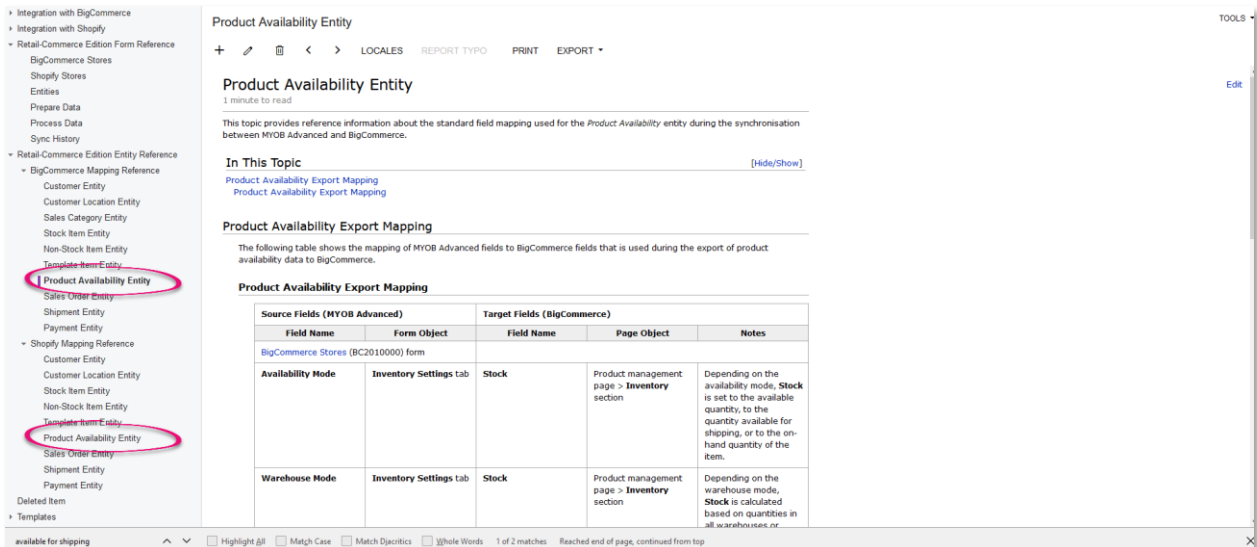 Integration with BigCommerce
Integration with Shopify
Retail-Commerce Edition Form Reference
BigCommerce Stores
Shopify Stores
Entities
Prepare Data
Process Data
Sync History
Retail-Commerce Edition Entity Reference
BigCommerce Mapping Reference
Customer Entity
Customer Location Entity
Sales Category Entity
Stock Item Entity
Non-Stock Item Entity
Template Item Entity
Product Availability Entity
Sales Order Entity
Shipment Entity
Payment Entity
Shopify Mapping Reference
Customer Entity
Customer Location Entity
Stock Item Entity
Non-Stock Item Entity
Template Item Entity
Product Availability Entity
Sales Order Entity
Shipment Entity
Payment Entity
Deleted Item
Templates
Product Availability Entity
TOOLS
LOCALES REPORT TYPO PRINT EXPORT
Product Availability Entity
Edit
1 minute to read
This topic provides reference information about the standard field mapping used for the Product Availability entity during the synchronisation
between MYOB Advanced and BigCommerce.
In This Topic
[Hide/Show]
Product Availability Export Mapping
Product Availability Export Mapping
Product Availability Export Mapping
The following table shows the mapping of MYOB Advanced fields to BigCommerce fields that is used during the export of product
availability data to BigCommerce.
Product Availability Export Mapping
Source Fields (MYOB Advanced) Target Fields (BigCommerce)
Field Name Form Object Field Name Page Object Notes
BigCommerce Stores (BC2010000) form
Availability Mode
Inventory Settings tab
Stock
Product management
page > Inventory
section
Depending on the
availability mode, Stock
is set to the available
quantity, to the
quantity available for
shipping, or to the on-
hand quantity of the
item.
Warehouse Mode
Inventory Settings tab
Stock
Product management
page > Inventory
section
Depending on the
warehouse mode,
Stock is calculated
based on quantities in
all warehouses or
available for shipping
Highlight All Match Case Match Diacritics Whole Words 1 of 2 matches Reached end of page, continued from top